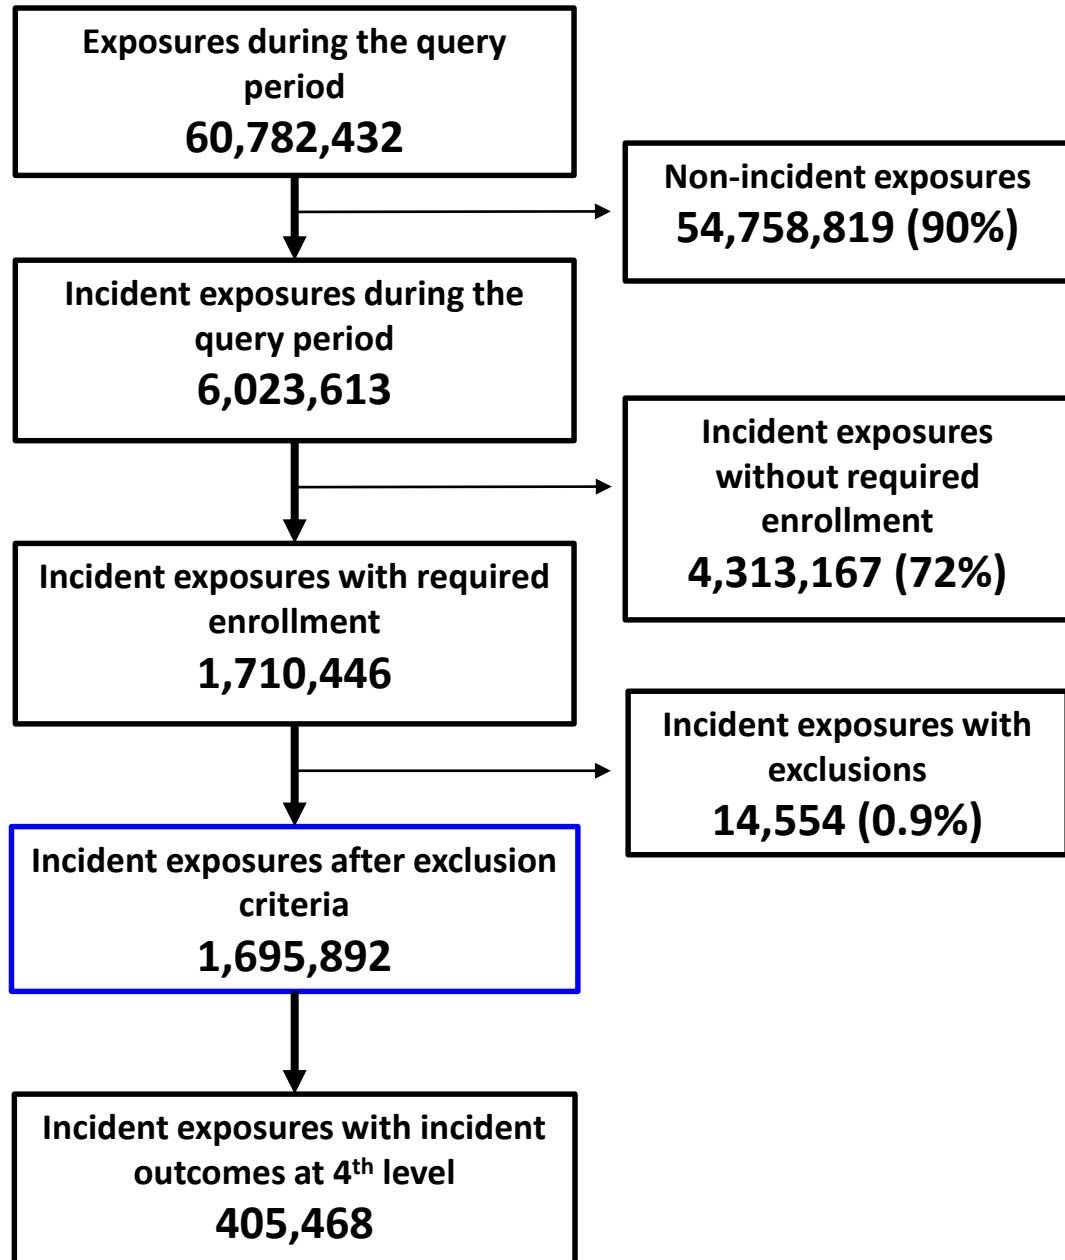 Exposures during the query
period
60,782,432
Non-incident exposures
54,758,819 (90%)
Incident exposures during the
query period
6,023,613
Incident exposures
without required
enrollment
4,313,167 (72%)
Incident exposures with required
enrollment
1,710,446
Incident exposures with
exclusions
14,554 (0.9%)
Incident exposures after exclusion
criteria
1,695,892
Incident exposures with incident
outcomes at 4th level
405,468